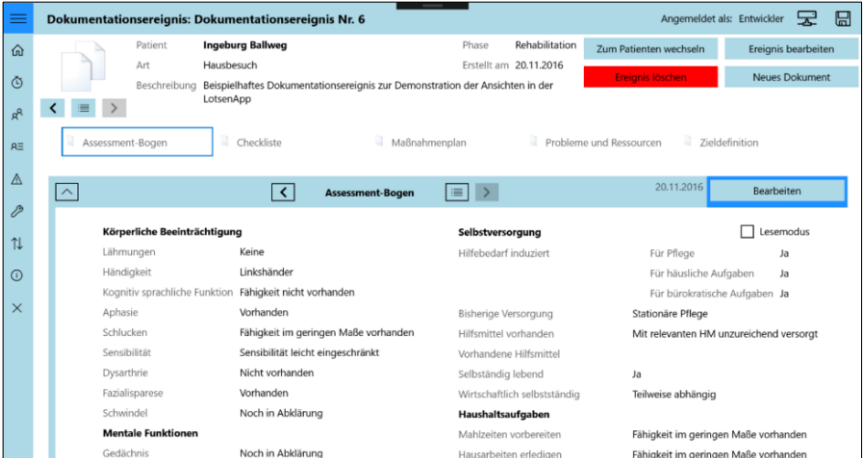 Dokumentationsereignis: Dokumentationsereignis Nr. 6
Angemeldet als: Entwickler
Patient Ingeburg Ballweg Phase Rehabilitation
Zum Patienten wechseln Ereignis bearbeiten
Art Hausbesuch Erstellt am 20.11.2016
Beschreibung Beispielhaftes Dokumentationsereignis zur Demonstration der Ansichten in der
LotsenApp
Ereignis löschen Neues Dokument
Assessment-Bogen Checkliste Maßnahmenplan Probleme und Ressourcen Zieldefinition
Assessment-Bogen 20.11.2016 Bearbeiten
Körperliche Beeinträchtigung Selbstversorgung Lesemodus
Lähmungen Keine Hilfebedarf induziert Für Pflege Ja
Händigkeit Linkshänder Für häusliche Aufgaben Ja
Kognitiv sprachliche Funktion Fähigkeit nicht vorhanden Für bürokratische Aufgaben Ja
Aphasie Vorhanden Bisherige Versorgung Stationäre Pflege
Schlucken Fähigkeit im geringen Maße vorhanden Hilfsmittel vorhanden Mit relevanten HM unzureichend versorgt
Sensibilität Sensibilität leicht eingeschränkt Vorhandene Hilfsmittel
Dysarthrie Nicht vorhanden Selbständig lebend Ja
Fazialisparese Vorhanden Wirtschaftlich selbstständig Teilweise abhängig
Schwindel Noch in Abklärung Haushaltsaufgaben
Mentale Funktionen Mahlzeiten vorbereiten Fähigkeit im geringen Maße vorhanden
Gedächnis Noch in Abklärung Hausarbeiten erledigen Fähigkeit im geringen Maße vorhanden